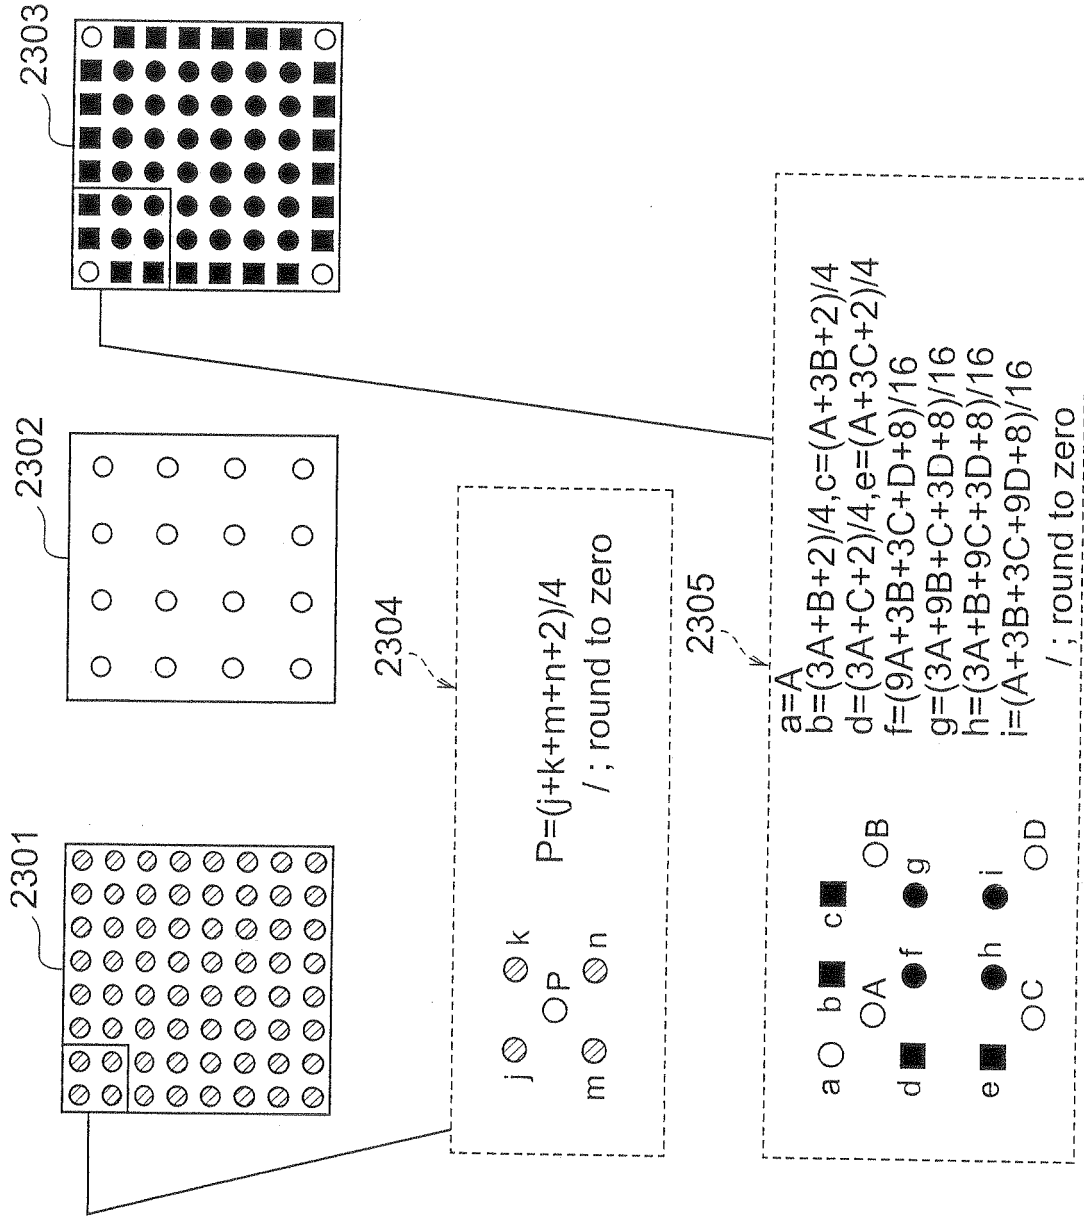 2301
2302
2303
2304
j
k
P
m
n
P=(j+k+m+n+2)/4
/ ; round to zero
2305
a
b
c
A
B
d
f
g
e
h
i
C
D
a=A
b=(3A+B+2)/4,c=(A+3B+2)/4
d=(3A+C+2)/4,e=(A+3C+2)/4
f=(9A+3B+3C+D+8)/16
g=(3A+9B+C+3D+8)/16
h=(3A+B+9C+3D+8)/16
i=(A+3B+3C+9D+8)/16
/ ; round to zero